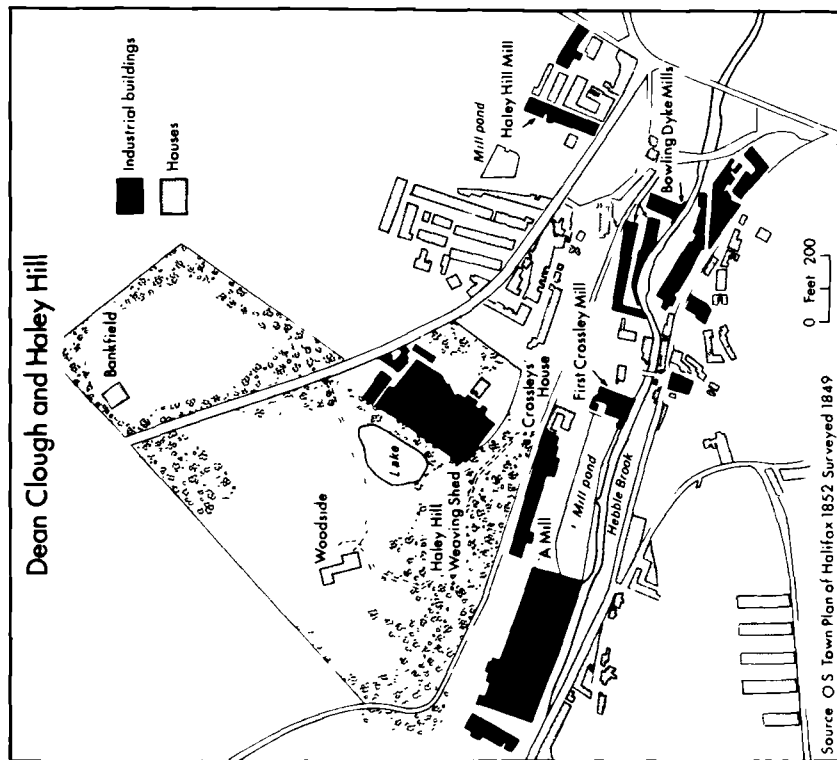 Dean Clough and Haley Hill
Industrial buildings
Houses
Bankfield
Woodside
Lake
Haley Hill
Weaving Shed
Mill pond
Haley Hill Mill
Crossleys'
House
'A Mill
Mill pond
First Crossley Mill
Hebble Brook
Bowling Dyke Mills
0 Feet 200
Source O S Town Plan of Halifax 1852 Surveyed 1849